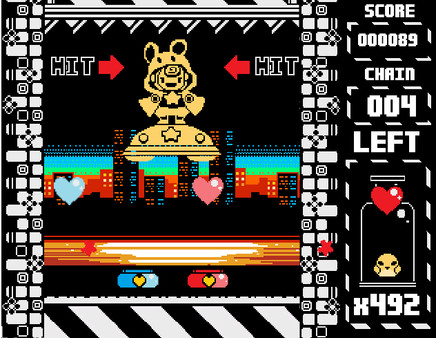 SCORE
000089
HIT HIT
CHAIN
004
LEFT
x492